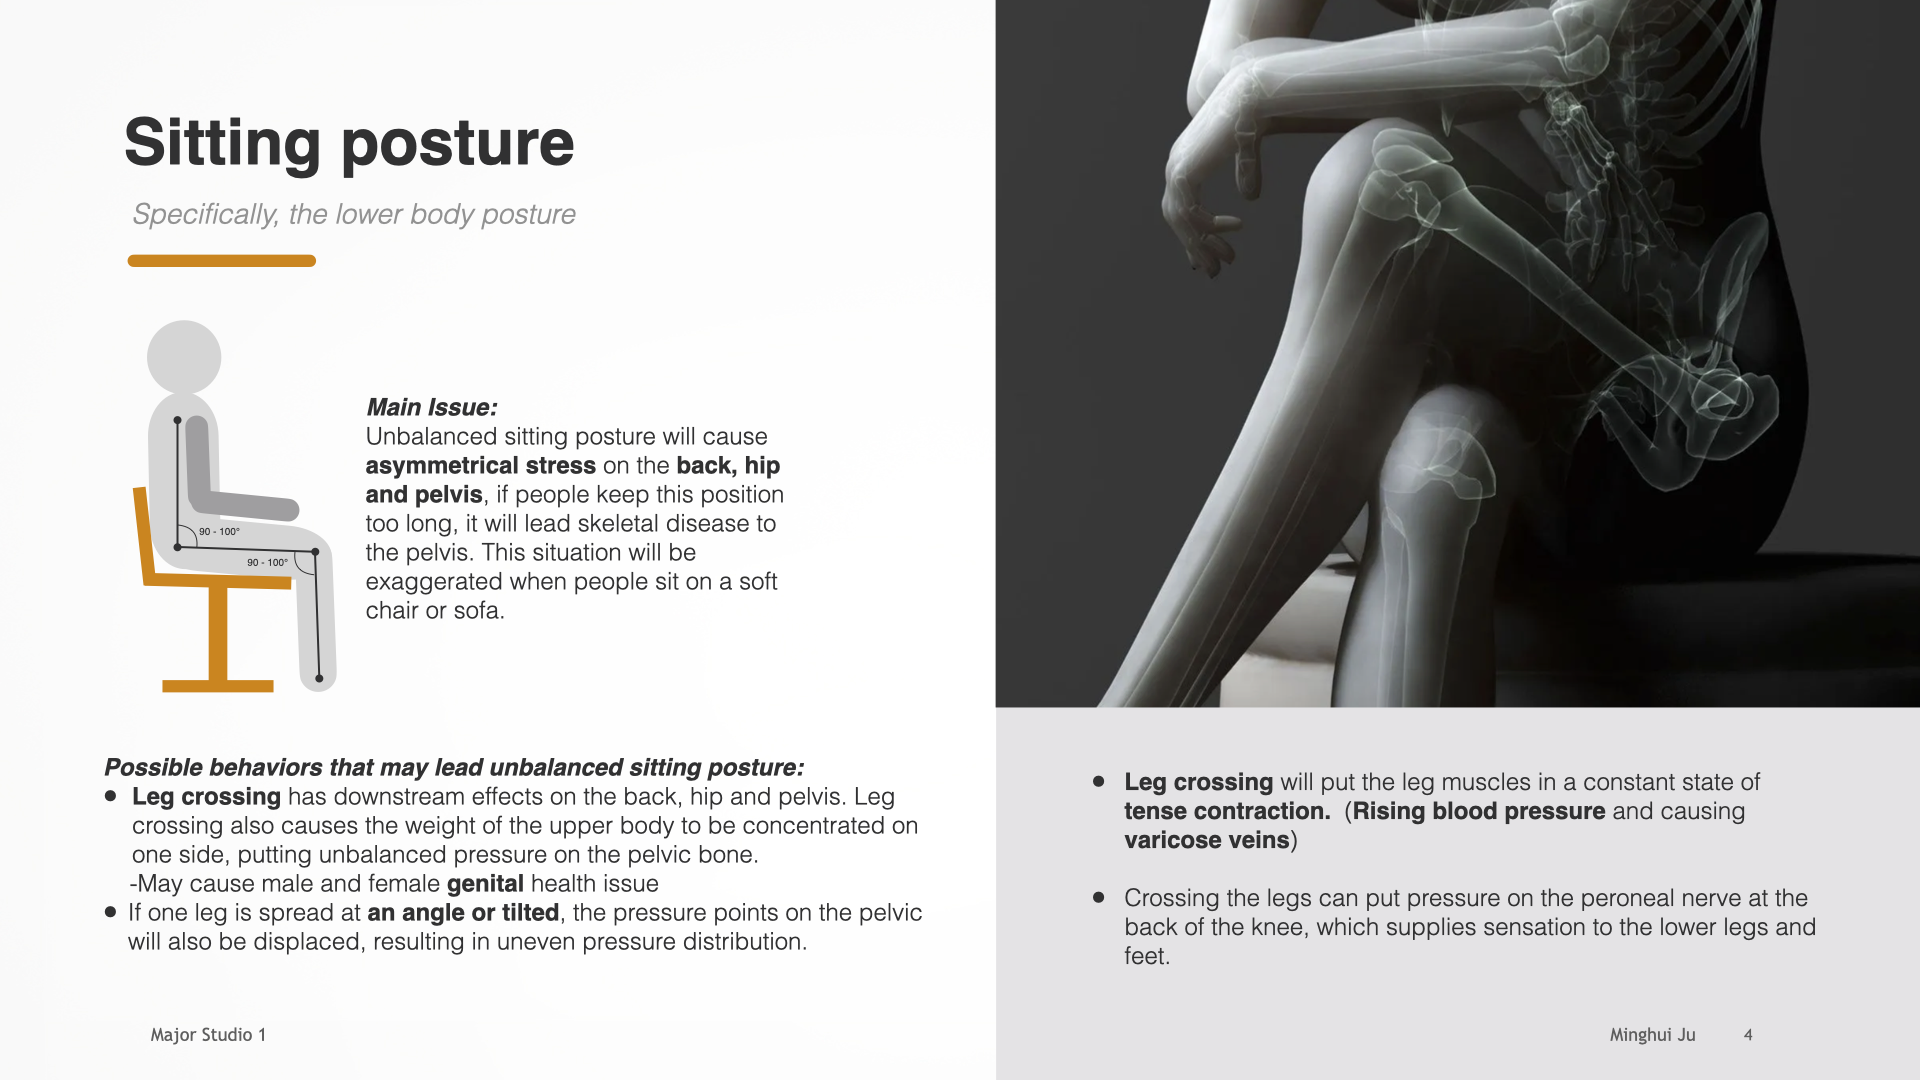 Sitting posture
Specifically, the lower body posture
90 - 100°
90 - 100°
Main Issue:
Unbalanced sitting posture will cause
asymmetrical stress on the back, hip
and pelvis, if people keep this position
too long, it will lead skeletal disease to
the pelvis. This situation will be
exaggerated when people sit on a soft
chair or sofa.
Possible behaviors that may lead unbalanced sitting posture:
● Leg crossing has downstream effects on the back, hip and pelvis. Leg
crossing also causes the weight of the upper body to be concentrated on
one side, putting unbalanced pressure on the pelvic bone.
-May cause male and female genital health issue
● If one leg is spread at an angle or tilted, the pressure points on the pelvic
will also be displaced, resulting in uneven pressure distribution.
● Leg crossing will put the leg muscles in a constant state of
tense contraction.  (Rising blood pressure and causing
varicose veins)
● Crossing the legs can put pressure on the peroneal nerve at the
back of the knee, which supplies sensation to the lower legs and
feet.
Major Studio 1
Minghui Ju 4